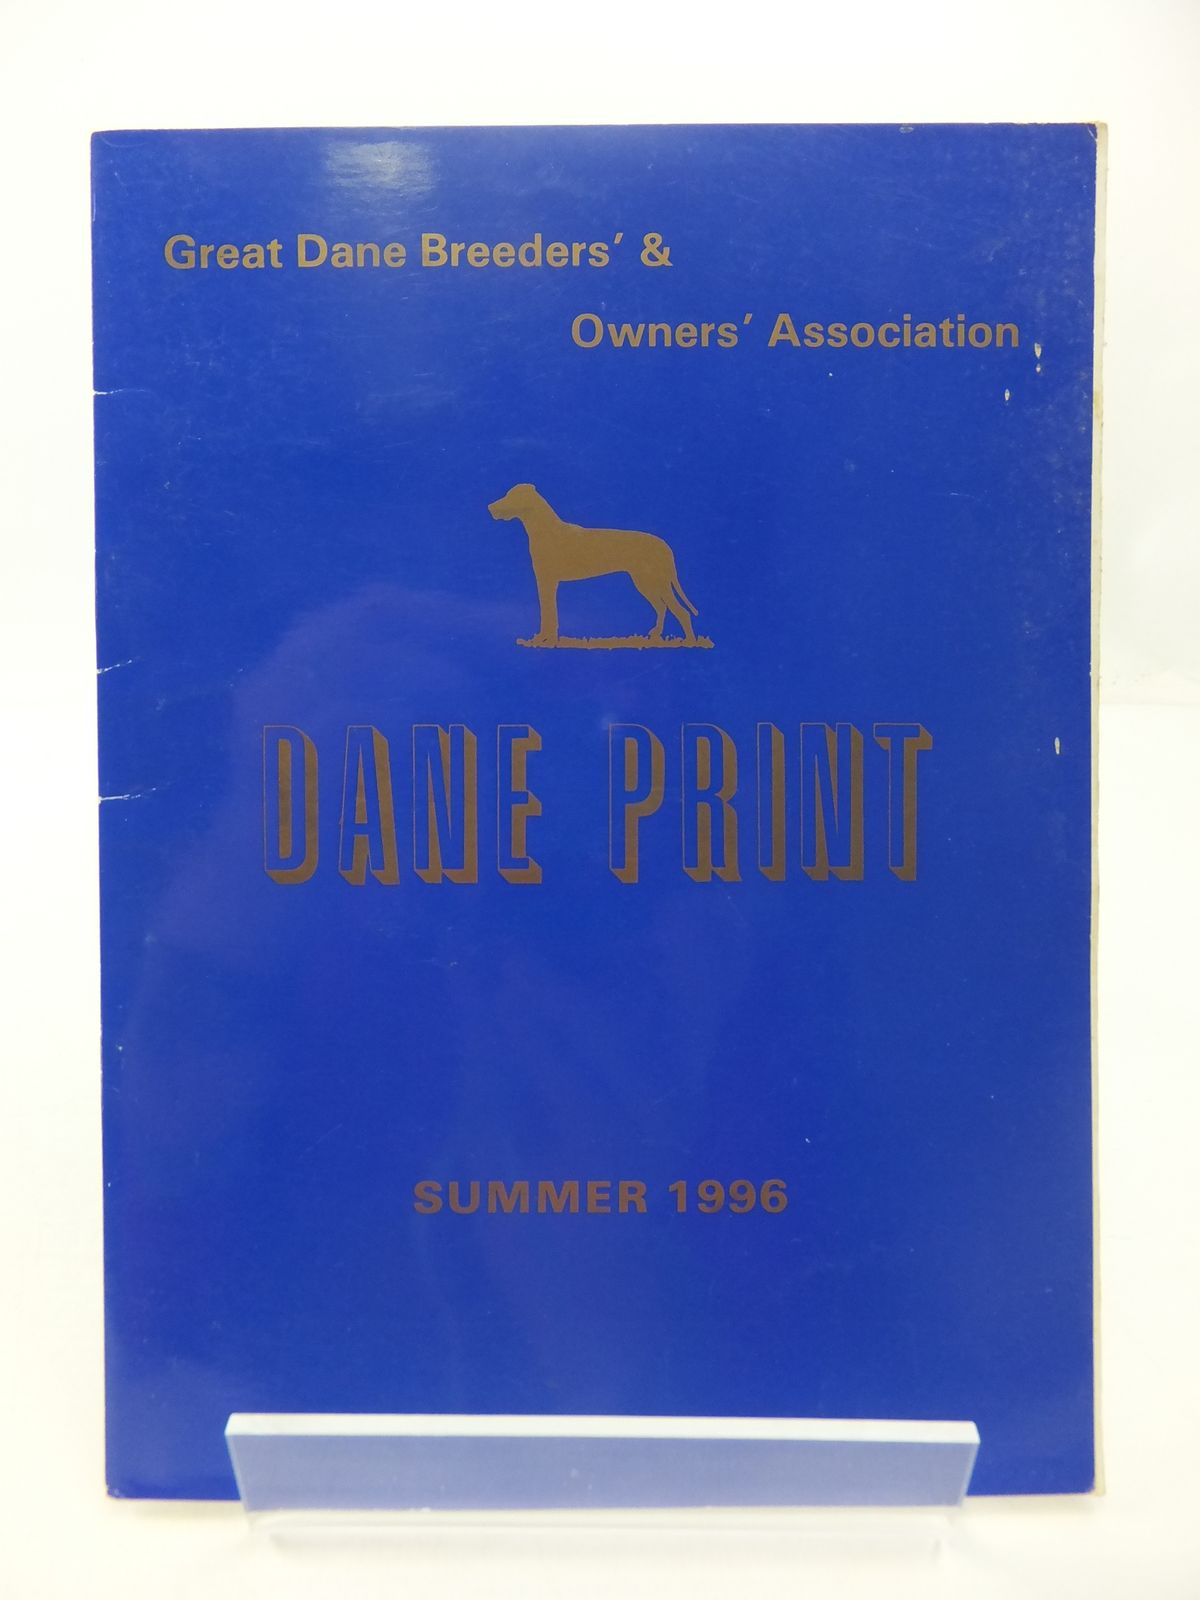 Great Dane Breeders’ &
Owners’ Association
DANE PRINT
SUMMER 1996